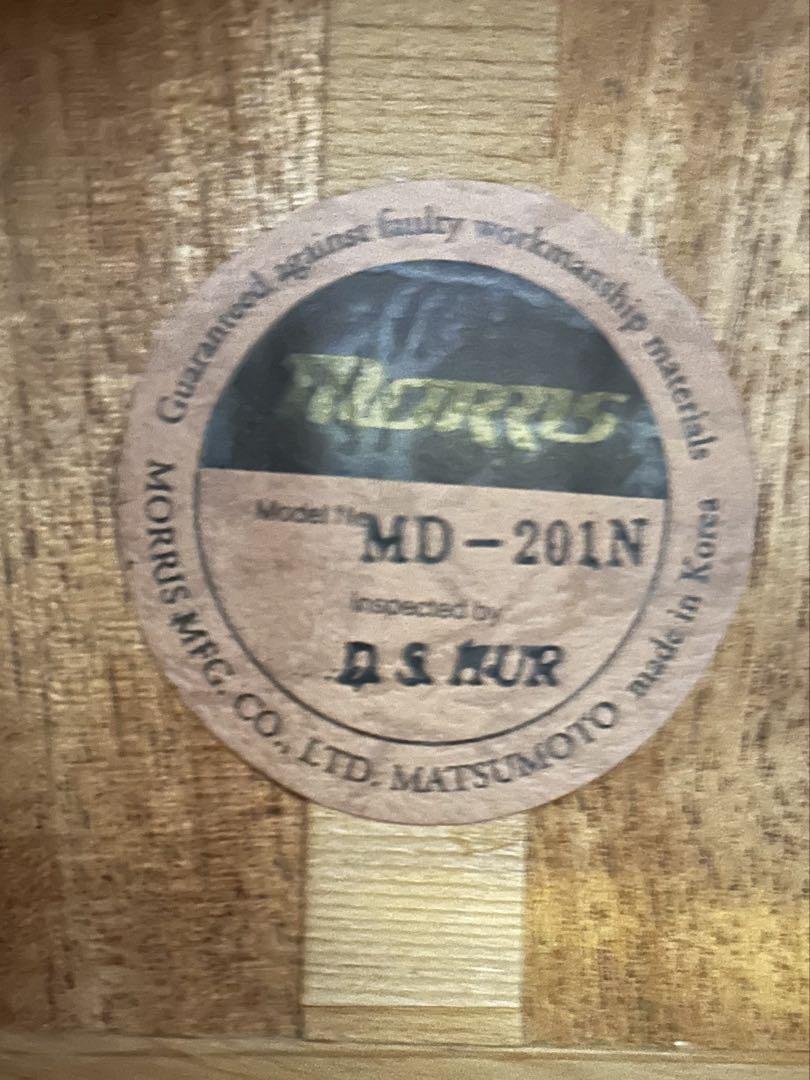 Guaranteed against faulty workmanship materials
Morris
Model No
MD-201N
Inspected by
D. S. HUR
MORRIS MFG. CO., LTD. MATSUMOTO made in Korea